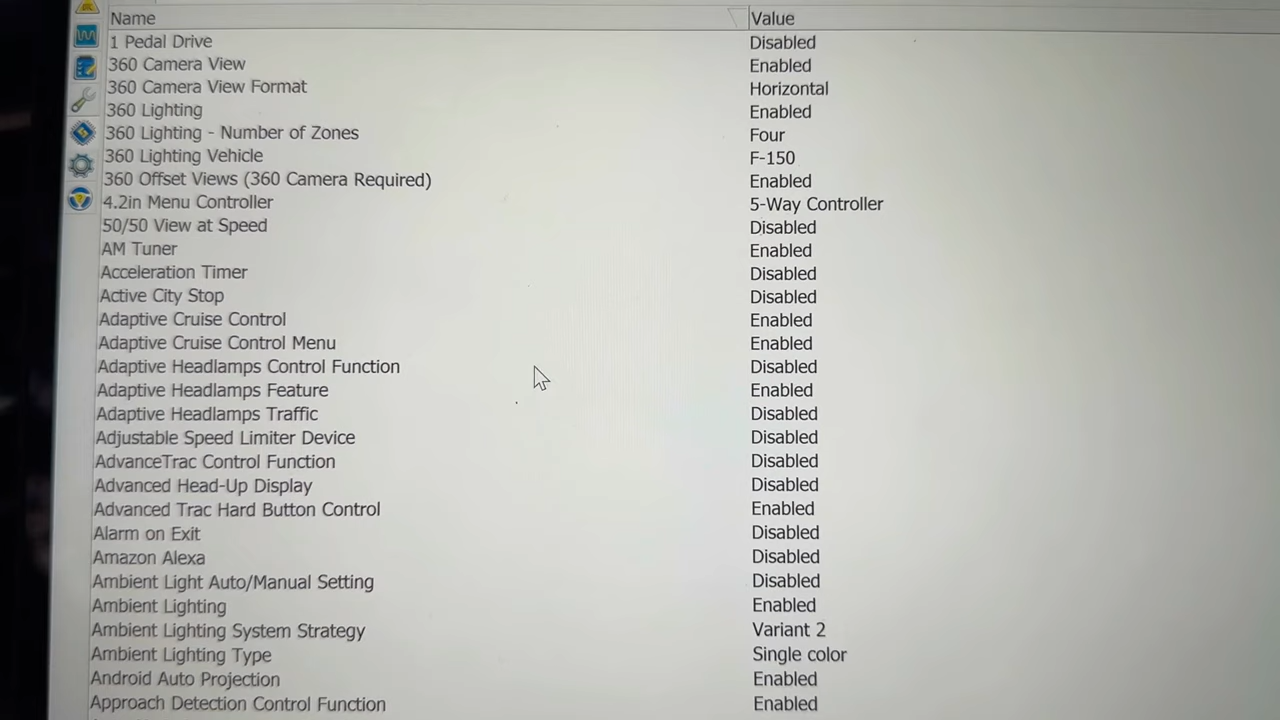 Name Value
1 Pedal Drive Disabled
360 Camera View Enabled
360 Camera View Format Horizontal
360 Lighting Enabled
360 Lighting - Number of Zones Four
360 Lighting Vehicle F-150
360 Offset Views (360 Camera Required) Enabled
4.2in Menu Controller 5-Way Controller
50/50 View at Speed Disabled
AM Tuner Enabled
Acceleration Timer Disabled
Active City Stop Disabled
Adaptive Cruise Control Enabled
Adaptive Cruise Control Menu Enabled
Adaptive Headlamps Control Function Disabled
Adaptive Headlamps Feature Enabled
Adaptive Headlamps Traffic Disabled
Adjustable Speed Limiter Device Disabled
AdvanceTrac Control Function Disabled
Advanced Head-Up Display Disabled
Advanced Trac Hard Button Control Enabled
Alarm on Exit Disabled
Amazon Alexa Disabled
Ambient Light Auto/Manual Setting Disabled
Ambient Lighting Enabled
Ambient Lighting System Strategy Variant 2
Ambient Lighting Type Single color
Android Auto Projection Enabled
Approach Detection Control Function Enabled